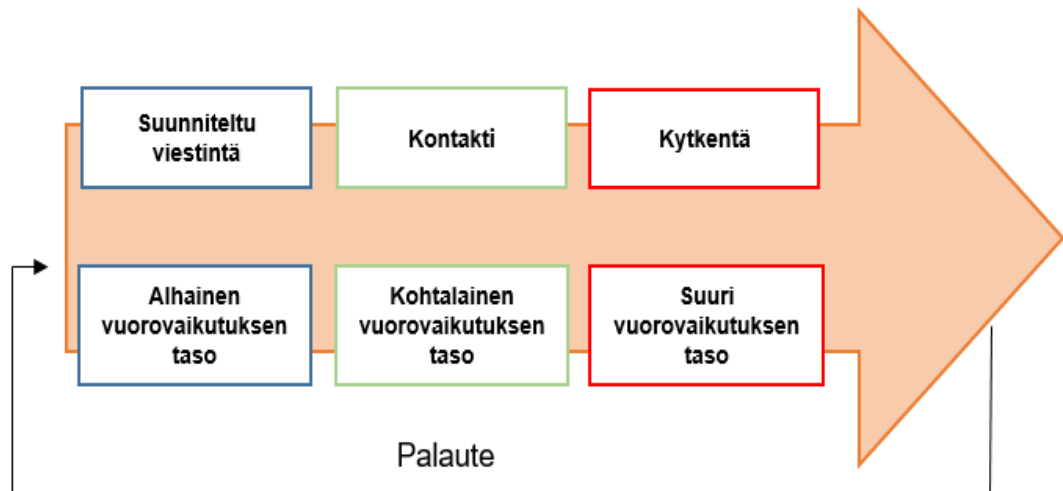 Suunniteltu
viestintä
Kontakti
Kytkentä
Alhainen
vuorovaikutuksen
taso
Kohtalainen
vuorovaikutuksen
taso
Suuri
vuorovaikutuksen
taso
Palaute